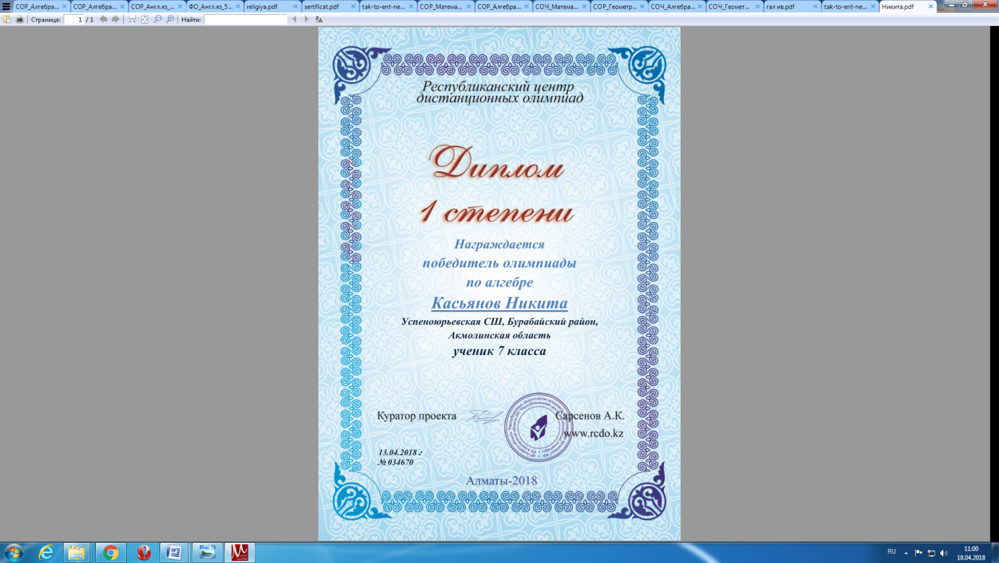 СОР_Алгебра...
СОР_Алгебра...
СОР_Англ.яз_...
ФО_Англ.яз_5...
religiya.pdf
sertificat.pdf
tak-to-ent-ne...
СОР_Матема...
СОР_Алгебра...
СОЧ_Матема...
СОР_Геометр...
СОЧ_Алгебра...
СОЧ_Геомет...
гал ив.pdf
tak-to-ent-ne...
Никита.pdf
Страница: 1 / 1 Найти:
Республиканский центр
дистанционных олимпиад
Диплом
1 степени
Награждается
победитель олимпиады
по алгебре
Касьянов Никита
Успеноюрьевская СШ, Бурабайский район,
Акмолинская область
ученик 7 класса
Куратор проекта Сарсенов А.К.
www.rcdo.kz
13.04.2018 г
№ 034670
Алматы-2018
RU 11:00
18.04.2018